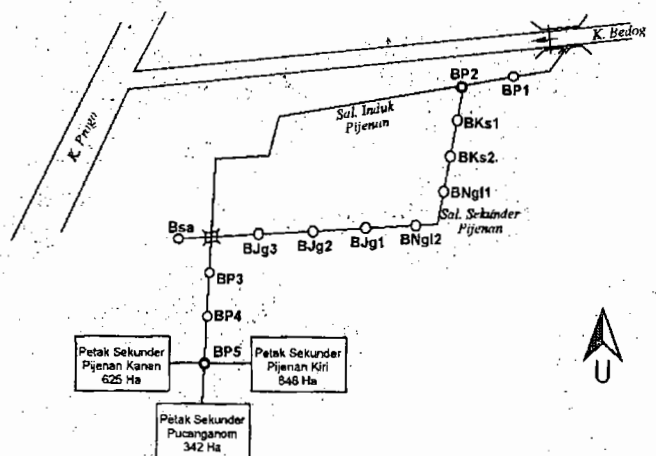 K. Bedog
BP2
BP1
Sal. Induk
Pijenan
K. Progo
BKs1
BKs2
BNgl1
Sal. Sekunder
Pijenan
Bsa
BJg3
BJg2
BJg1
BNgl2
BP3
BP4
BP5
Petak Sekunder
Pijenan Kanan
625 Ha
Petak Sekunder
Pijenan Kiri
848 Ha
Petak Sekunder
Pucanganom
342 Ha
U